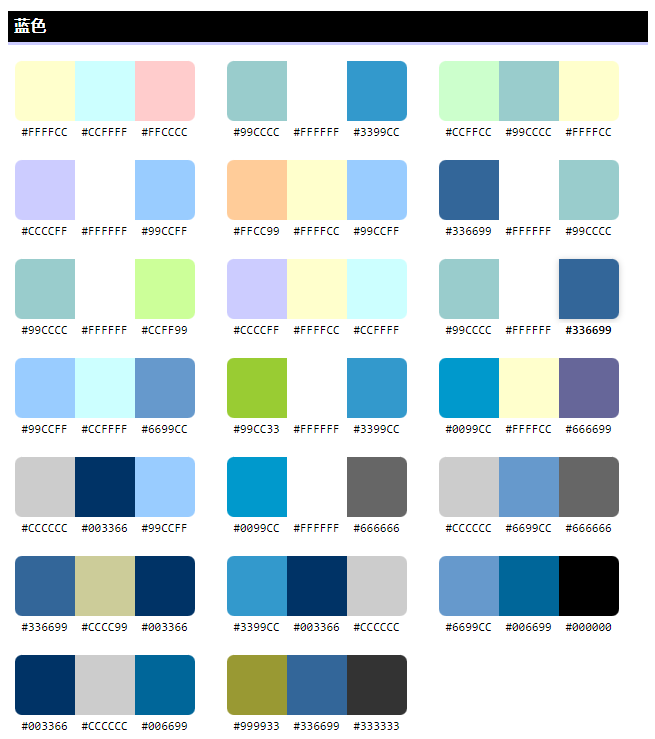 蓝色
#FFFFCC #CCFFFF #FFCCCC #99CCCC #FFFFFF #3399CC #CCFFCC #99CCCC #FFFFCC
#CCCCFF #FFFFFF #99CCFF #FFCC99 #FFFFCC #99CCFF #336699 #FFFFFF #99CCCC
#99CCCC #FFFFFF #CCFF99 #CCCCFF #FFFFCC #CCFFFF #99CCCC #FFFFFF #336699
#99CCFF #CCFFFF #6699CC #99CC33 #FFFFFF #3399CC #0099CC #FFFFCC #666699
#CCCCCC #003366 #99CCFF #0099CC #FFFFFF #666666 #CCCCCC #6699CC #666666
#336699 #CCCC99 #003366 #3399CC #003366 #CCCCCC #6699CC #006699 #000000
#003366 #CCCCCC #006699 #999933 #336699 #333333